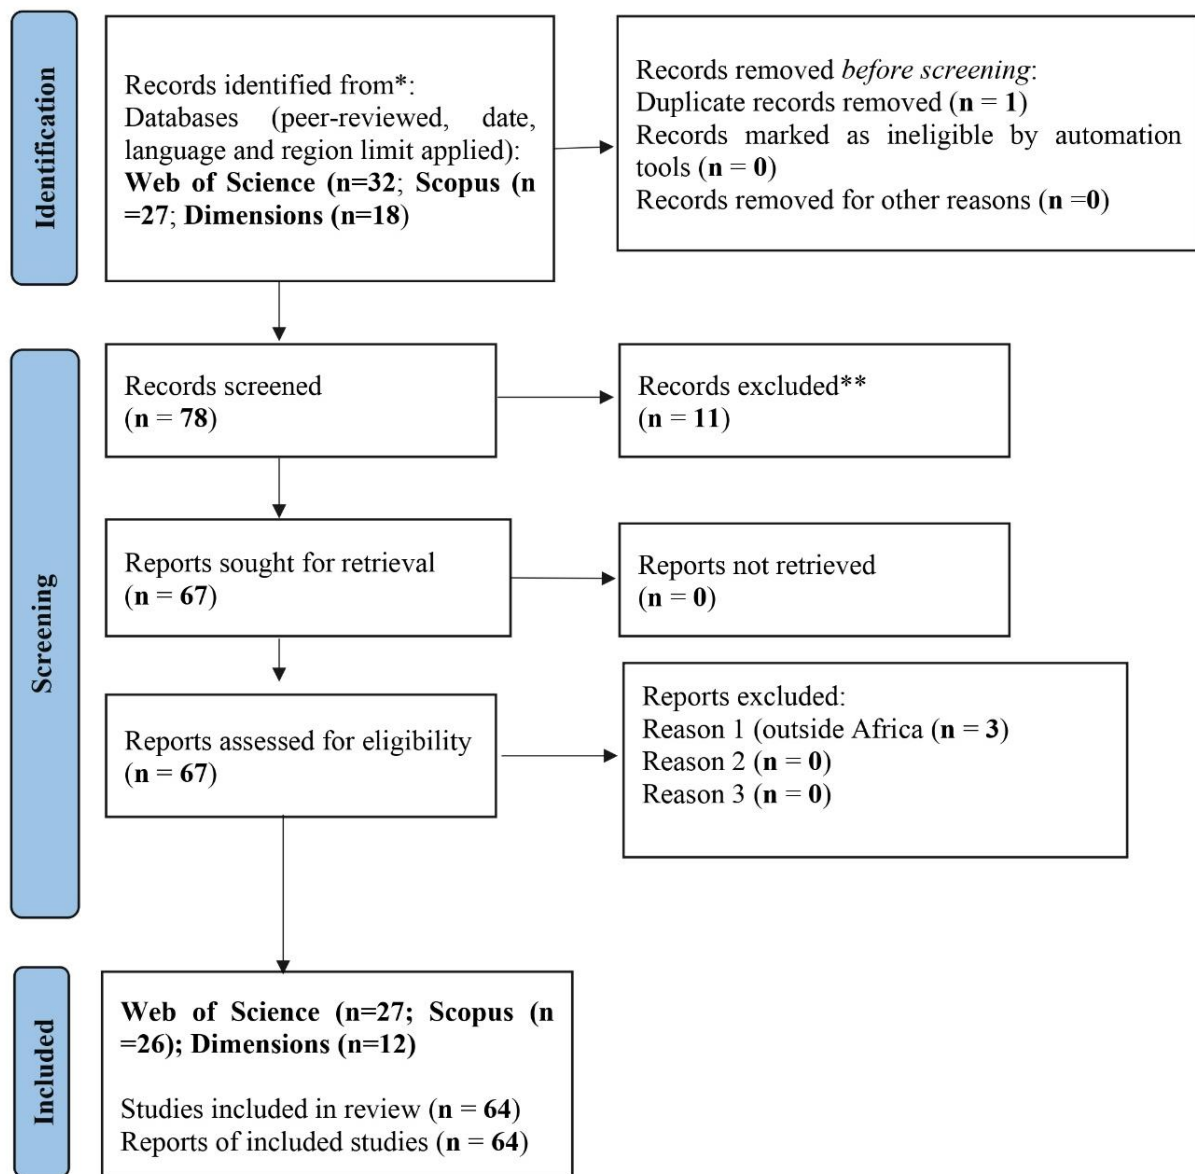 Identification
Records identified from*:
Databases (peer-reviewed, date,
language and region limit applied):
Web of Science (n=32; Scopus (n
=27; Dimensions (n=18)
Records removed before screening:
Duplicate records removed (n = 1)
Records marked as ineligible by automation
tools (n = 0)
Records removed for other reasons (n =0)
Screening
Records screened
(n = 78)
Records excluded**
(n = 11)
Reports sought for retrieval
(n = 67)
Reports not retrieved
(n = 0)
Reports assessed for eligibility
(n = 67)
Reports excluded:
Reason 1 (outside Africa (n = 3)
Reason 2 (n = 0)
Reason 3 (n = 0)
Included
Web of Science (n=27; Scopus (n
=26); Dimensions (n=12)
Studies included in review (n = 64)
Reports of included studies (n = 64)